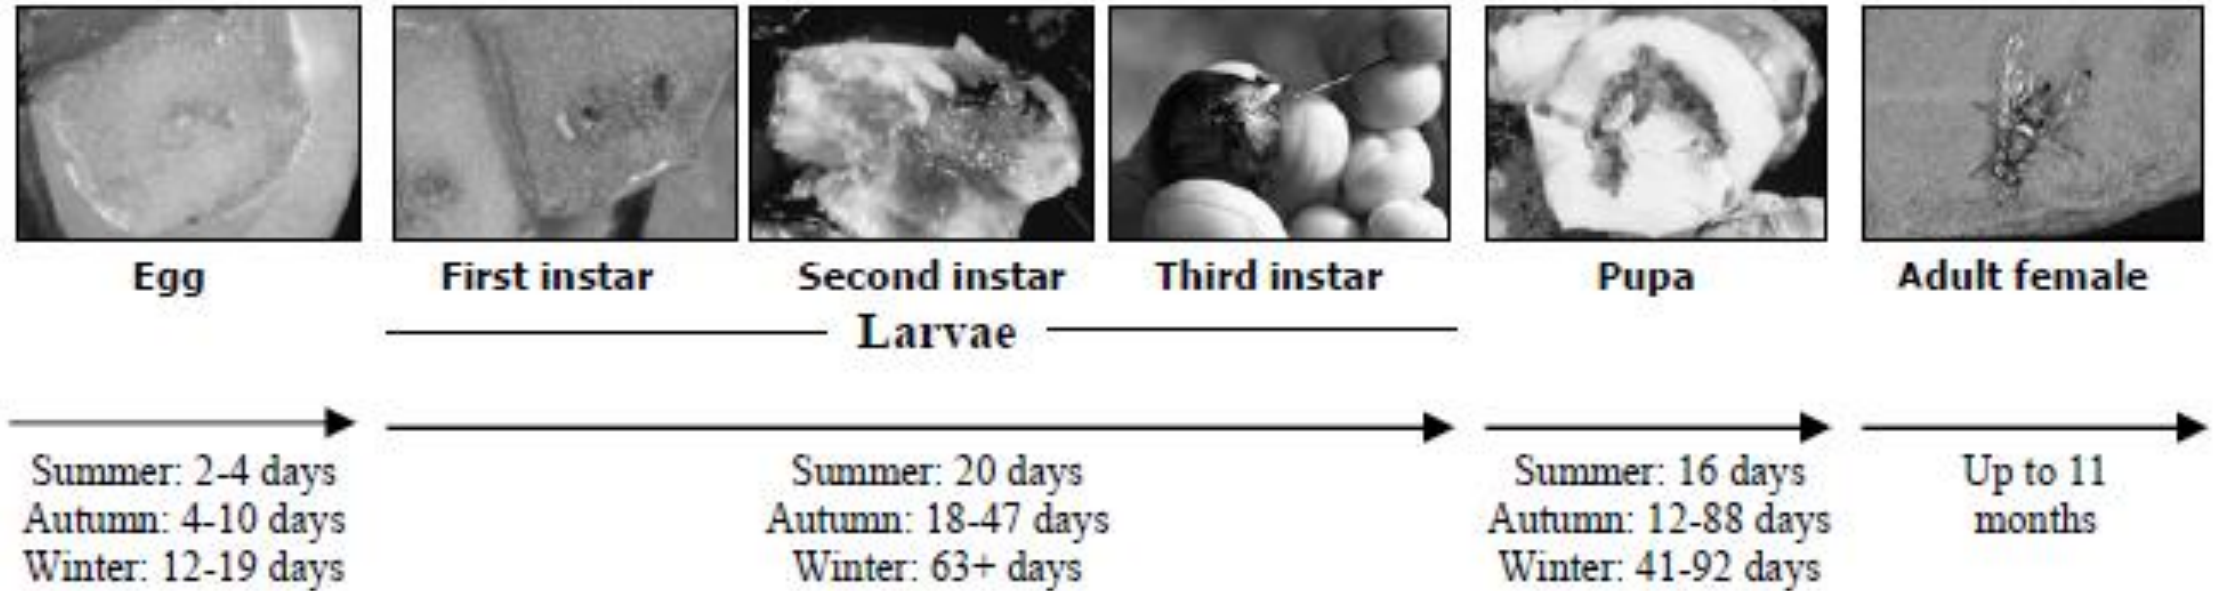 Egg
First instar
Second instar
Third instar
Pupa
Adult female
Larvae
Summer: 2-4 days
Autumn: 4-10 days
Winter: 12-19 days
Summer: 20 days
Autumn: 18-47 days
Winter: 63+ days
Summer: 16 days
Autumn: 12-88 days
Winter: 41-92 days
Up to 11
months